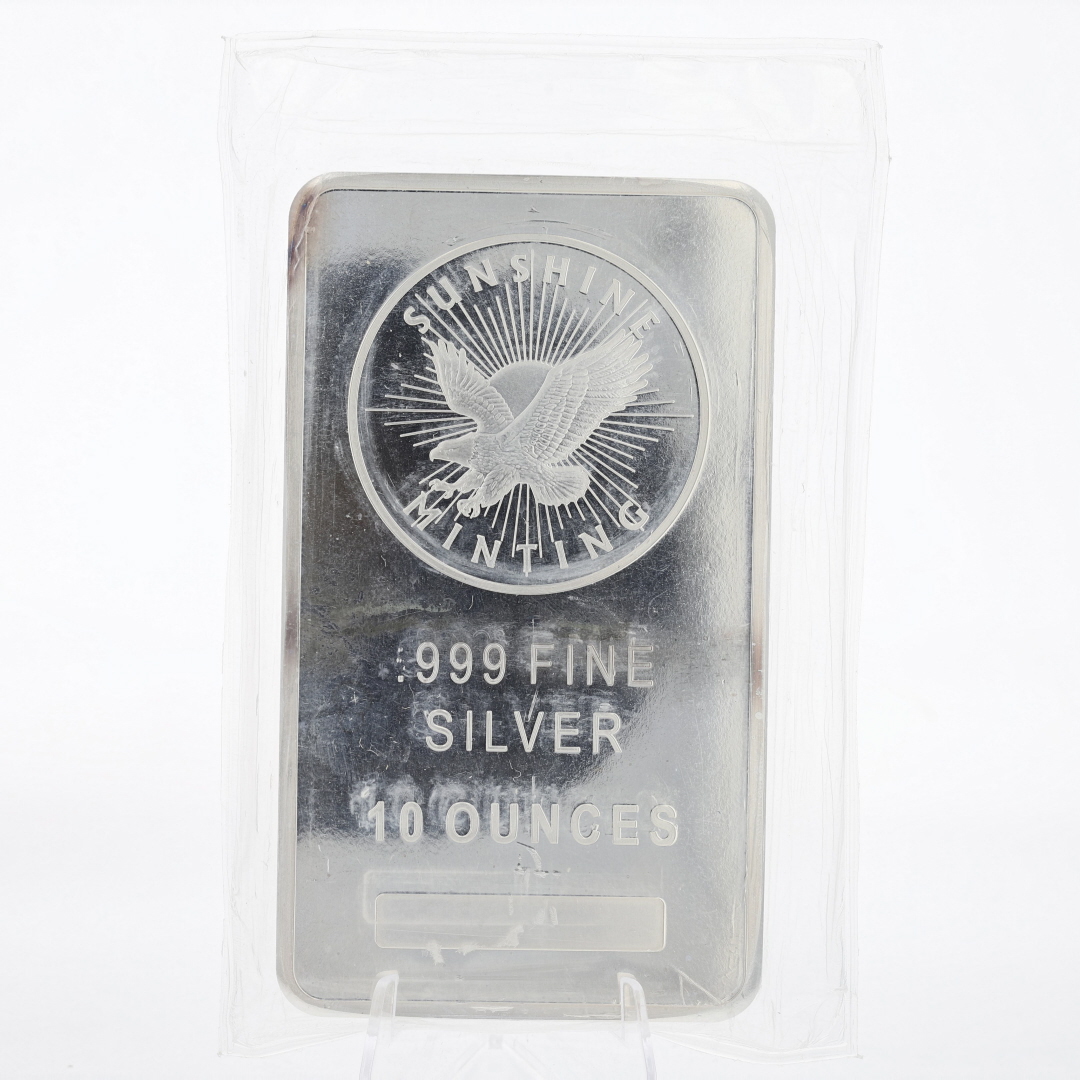 SUNSHINE
MINTING
.999 FINE
SILVER
10 OUNCES